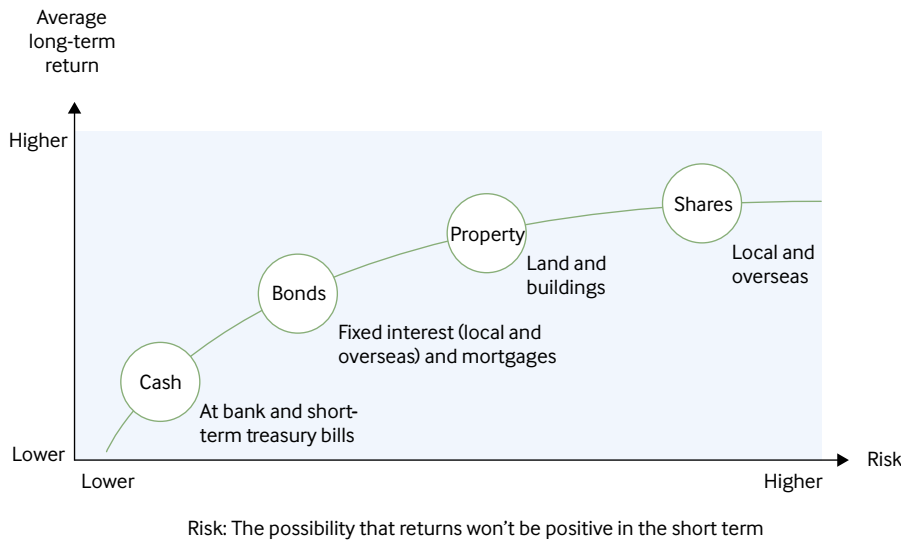 Average
long-term
return
Higher
Shares
Property
Local and
overseas
Land and
buildings
Bonds
Fixed interest (local and
overseas) and mortgages
Cash
At bank and short-
term treasury bills
Lower
Risk
Lower
Higher
Risk: The possibility that returns won’t be positive in the short term